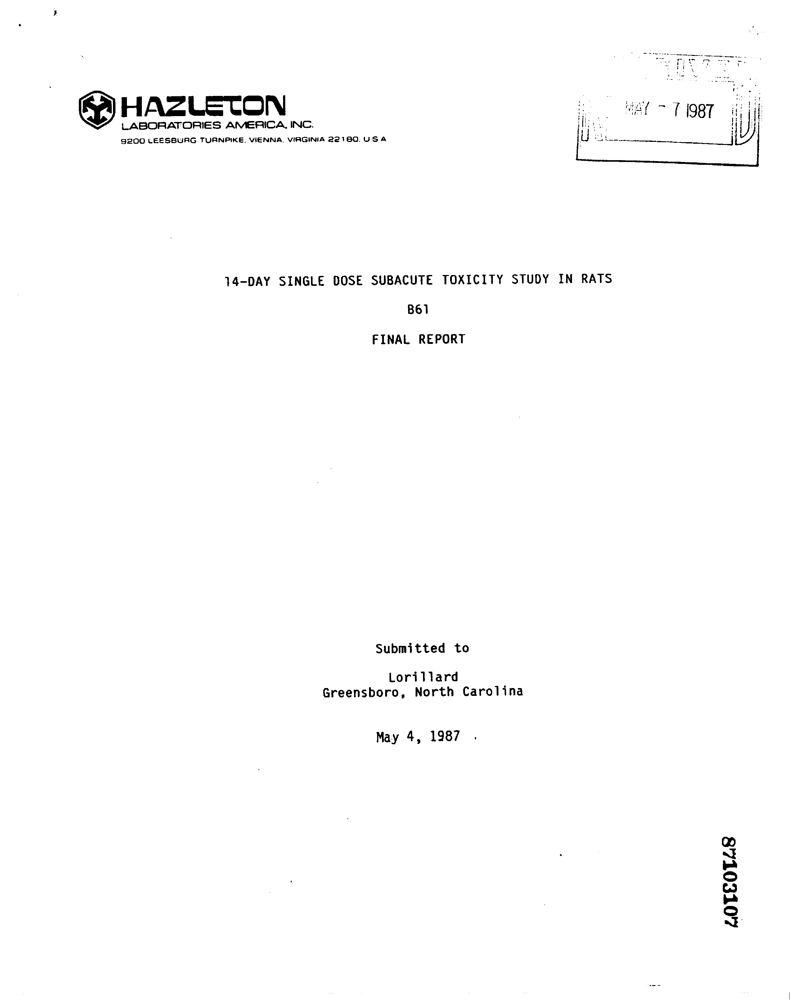 HAZLETON
LABORATORIES AMERICA, INC.
9200 LEESBURG TURNPIKE, VIENNA, VIRGINIA 22180, U S A
MAY - 7 1987
14-DAY SINGLE DOSE SUBACUTE TOXICITY STUDY IN RATS
B61
FINAL REPORT
Submitted to
Lorillard
Greensboro, North Carolina
May 4, 1987
87103107